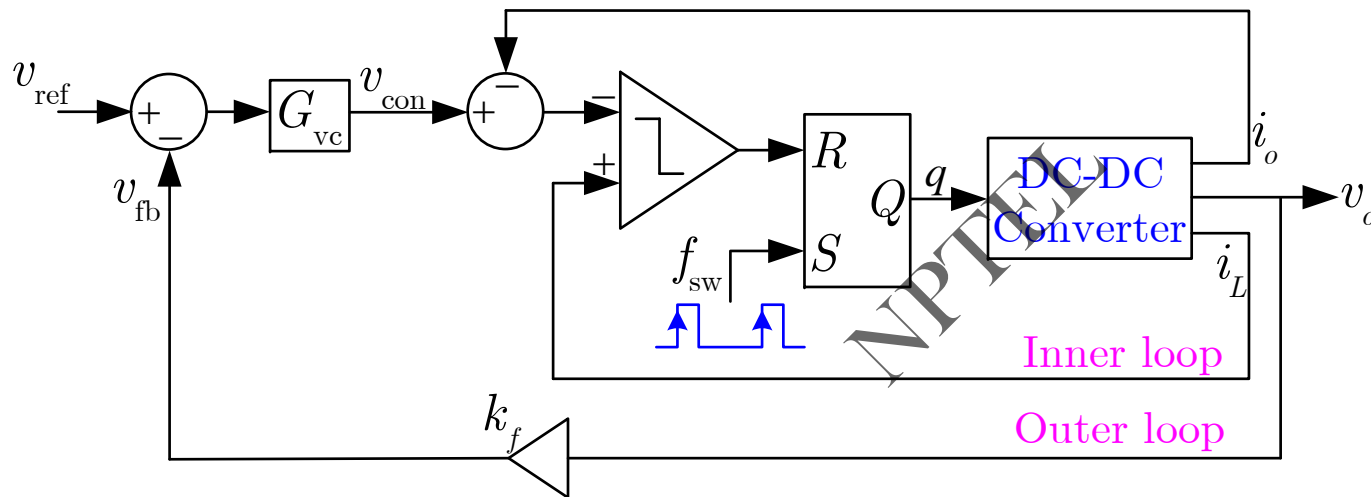 v_ref
+
−
v_fb
G_vc
v_con
+
−
−
+
R
S
Q
f_sw
q
DC-DC
Converter
i_o
v_o
i_L
NPTEL
Inner loop
Outer loop
k_f